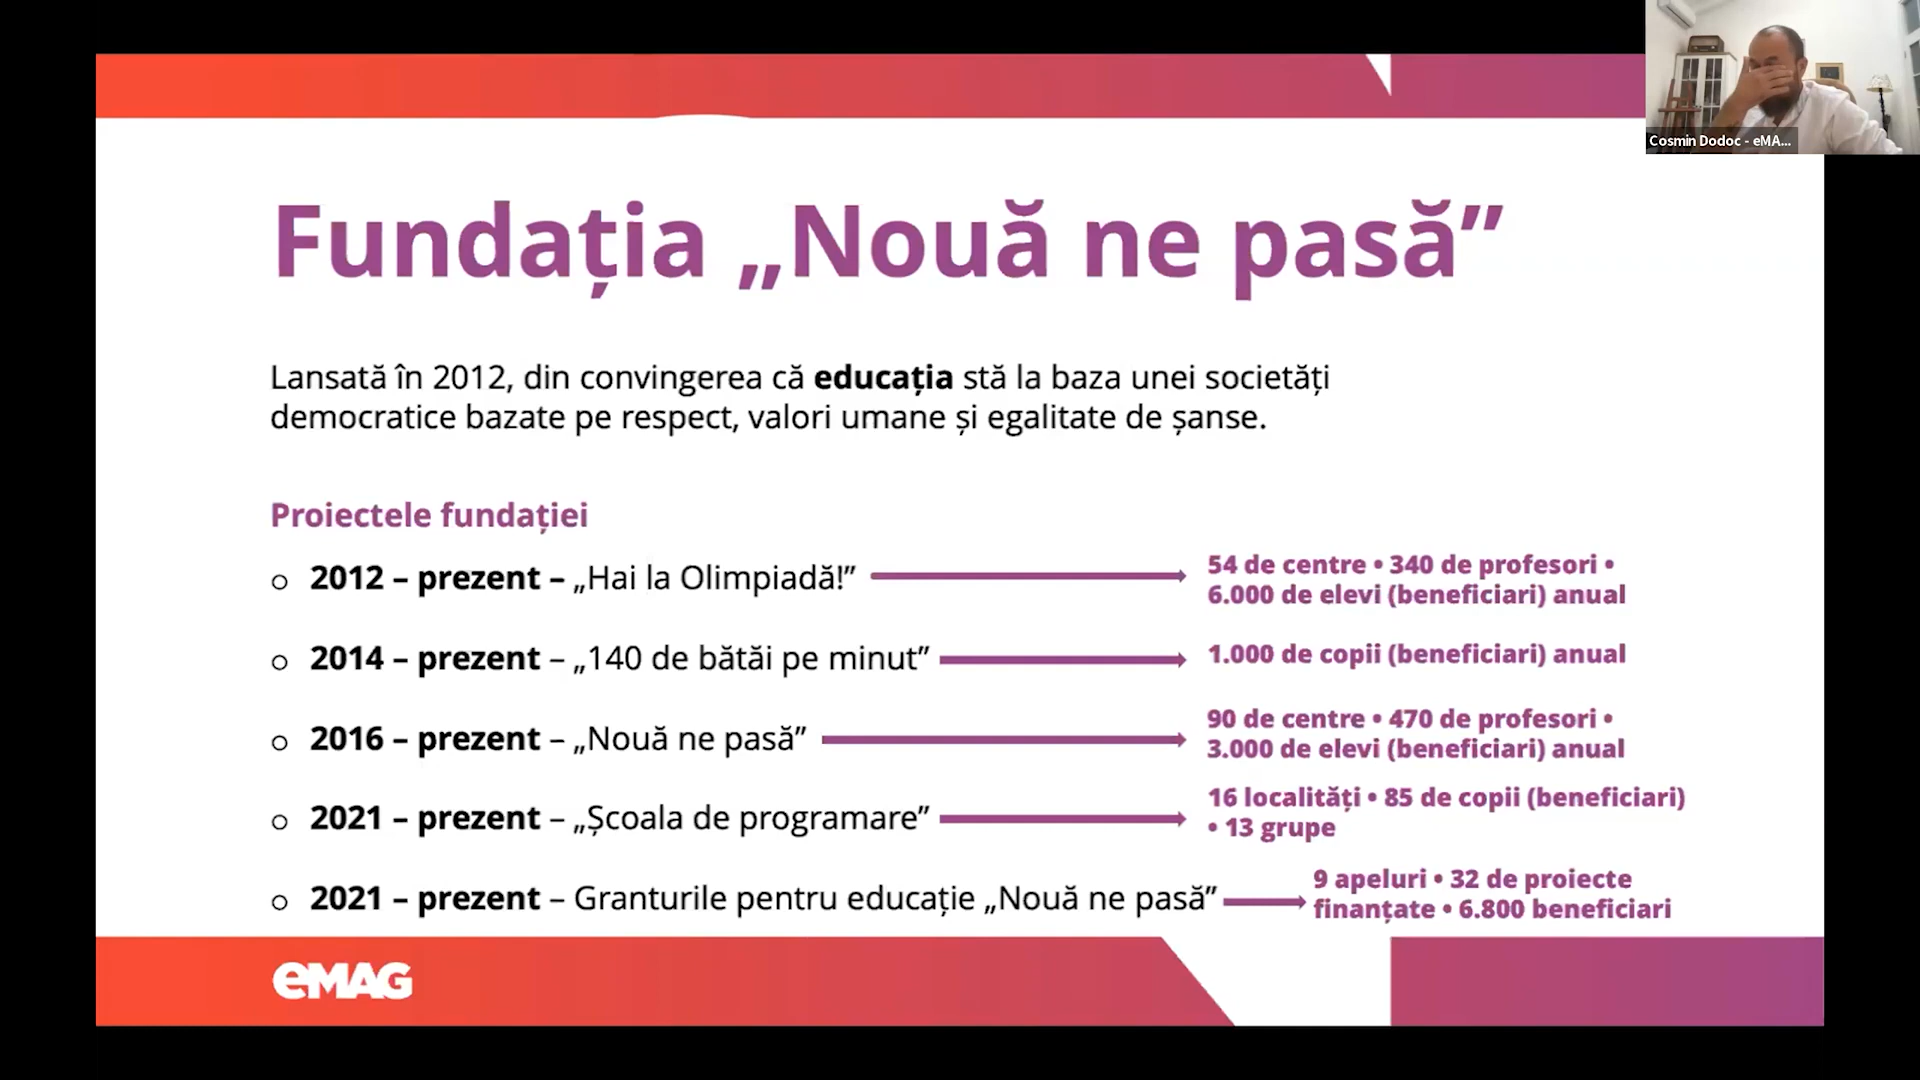 Cosmin Dodoc - eMA...
Fundația „Nouă ne pasă”
Lansată în 2012, din convingerea că educația stă la baza unei societăți
democratice bazate pe respect, valori umane și egalitate de șanse.
Proiectele fundației
o 2012 – prezent – „Hai la Olimpiadă!”
54 de centre • 340 de profesori •
6.000 de elevi (beneficiari) anual
o 2014 – prezent – „140 de bătăi pe minut”
1.000 de copii (beneficiari) anual
o 2016 – prezent – „Nouă ne pasă”
90 de centre • 470 de profesori •
3.000 de elevi (beneficiari) anual
o 2021 – prezent – „Școala de programare”
16 localități • 85 de copii (beneficiari)
• 13 grupe
o 2021 – prezent – Granturile pentru educație „Nouă ne pasă”
9 apeluri • 32 de proiecte
finanțate • 6.800 beneficiari
eMAG